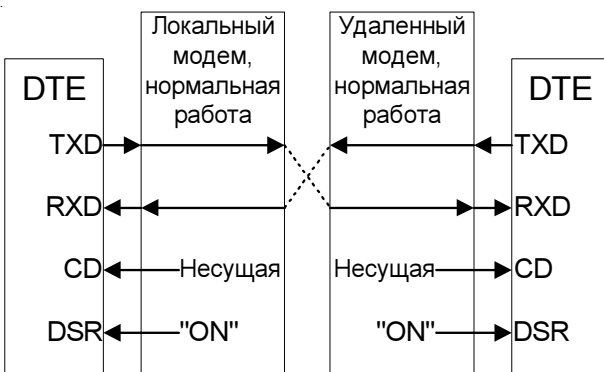 Локальный
модем,
нормальная
работа
Удаленный
модем,
нормальная
работа
DTE
DTE
TXD
TXD
RXD
RXD
CD
Несущая
Несущая
CD
DSR
"ON"
"ON"
DSR